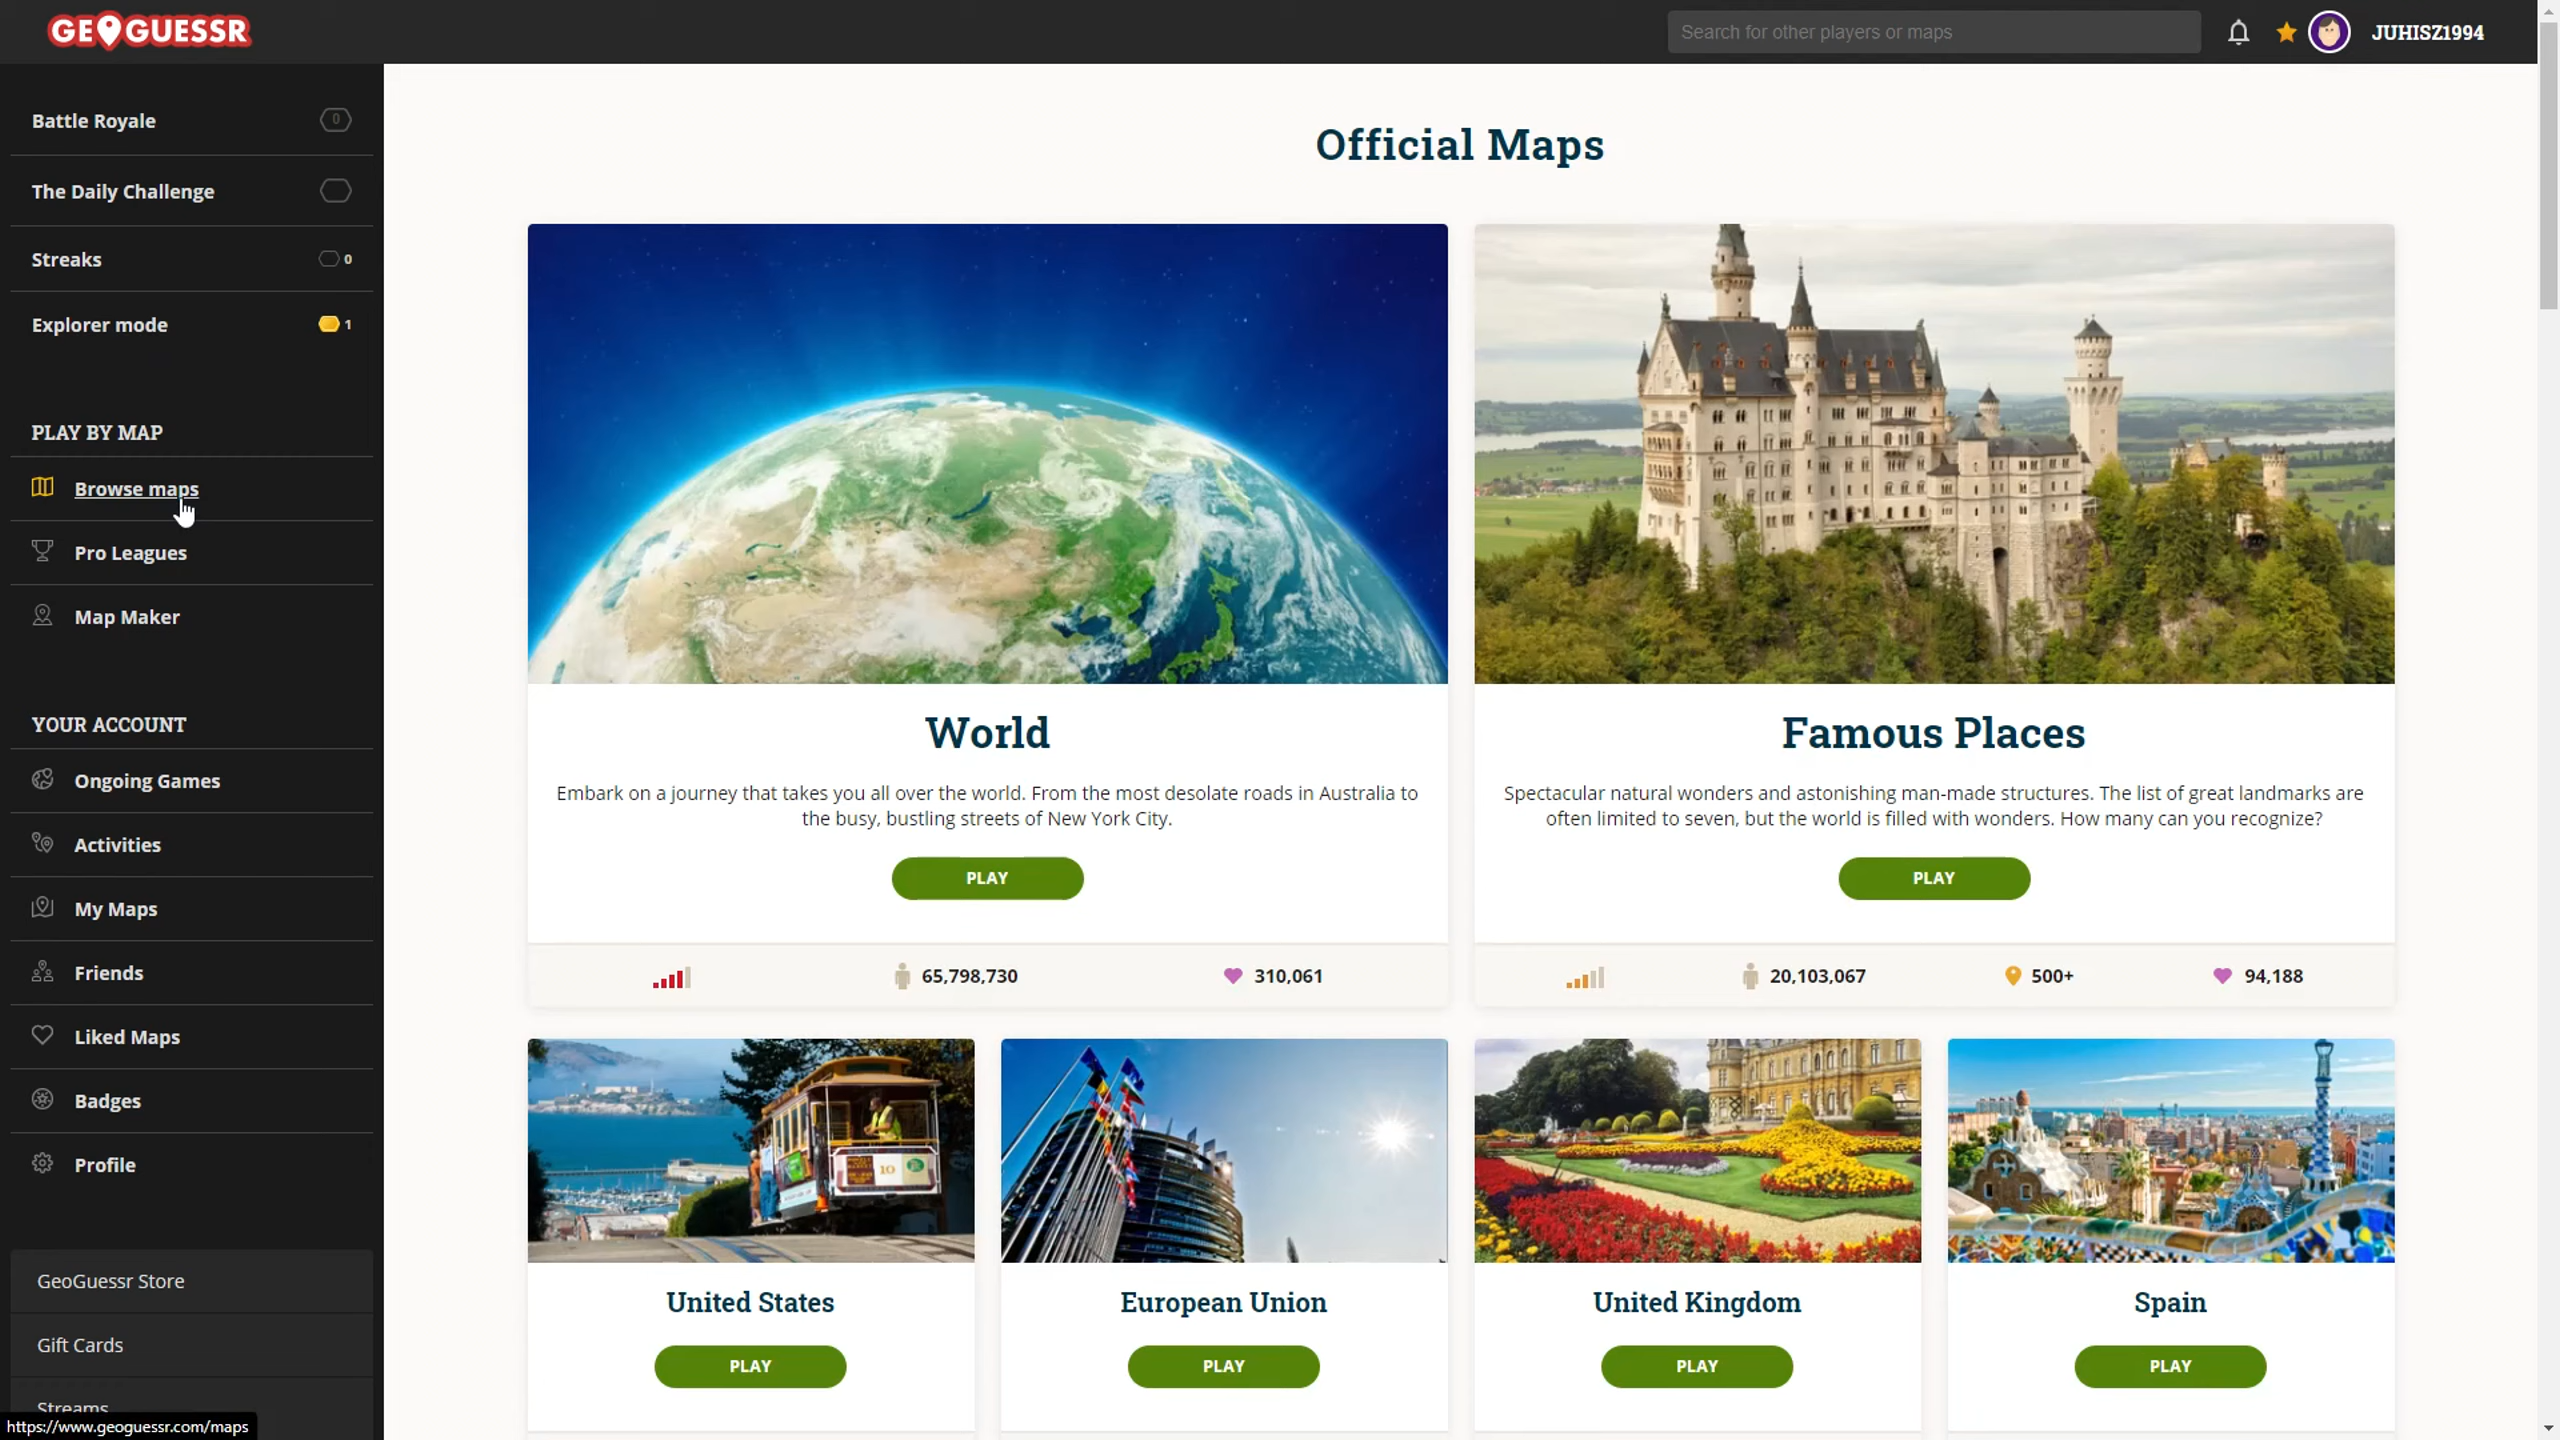 GEOGUESSR
Search for other players or maps
JUHISZ1994
Battle Royale
0
The Daily Challenge
Streaks
0
Explorer mode
1
PLAY BY MAP
Browse maps
Pro Leagues
Map Maker
YOUR ACCOUNT
Ongoing Games
Activities
My Maps
Friends
Liked Maps
Badges
Profile
GeoGuessr Store
Gift Cards
Streams
https://www.geoguessr.com/maps
Official Maps
World
Embark on a journey that takes you all over the world. From the most desolate roads in Australia to
the busy, bustling streets of New York City.
PLAY
65,798,730
310,061
Famous Places
Spectacular natural wonders and astonishing man-made structures. The list of great landmarks are
often limited to seven, but the world is filled with wonders. How many can you recognize?
PLAY
20,103,067
500+
94,188
10
United States
PLAY
European Union
PLAY
United Kingdom
PLAY
Spain
PLAY